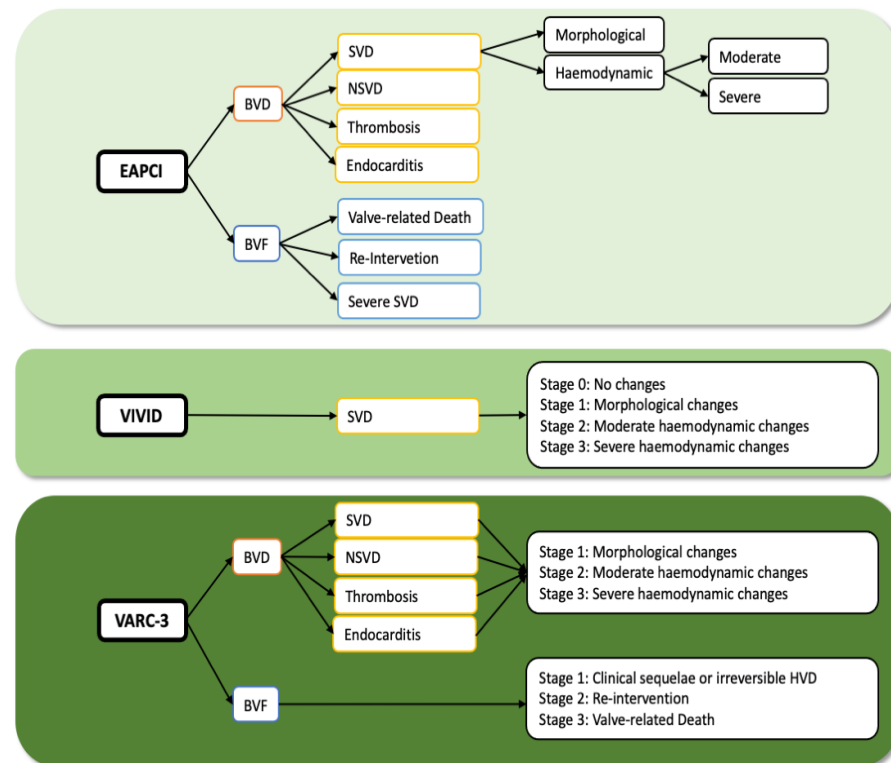 SVD
Morphological
Moderate
Haemodynamic
Severe
NSVD
BVD
Thrombosis
Endocarditis
EAPCI
Valve-related Death
BVF
Re-Intervetion
Severe SVD
VIVID
SVD
Stage 0: No changes
Stage 1: Morphological changes
Stage 2: Moderate haemodynamic changes
Stage 3: Severe haemodynamic changes
SVD
BVD
NSVD
Thrombosis
Endocarditis
Stage 1: Morphological changes
Stage 2: Moderate haemodynamic changes
Stage 3: Severe haemodynamic changes
VARC-3
BVF
Stage 1: Clinical sequelae or irreversible HVD
Stage 2: Re-intervention
Stage 3: Valve-related Death